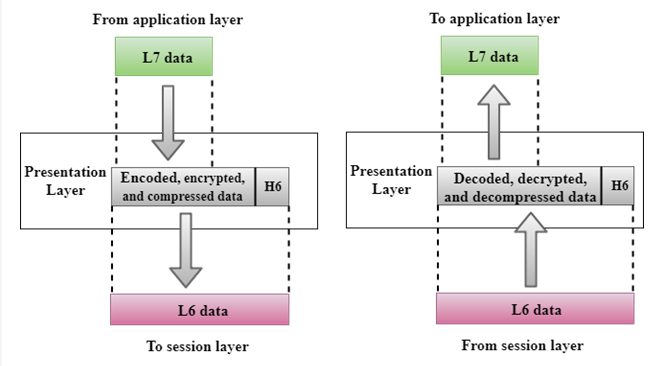 From application layer
L7 data
Presentation
Layer
Encoded, encrypted,
and compressed data
H6
L6 data
To session layer
To application layer
L7 data
Presentation
Layer
Decoded, decrypted,
and decompressed data
H6
L6 data
From session layer